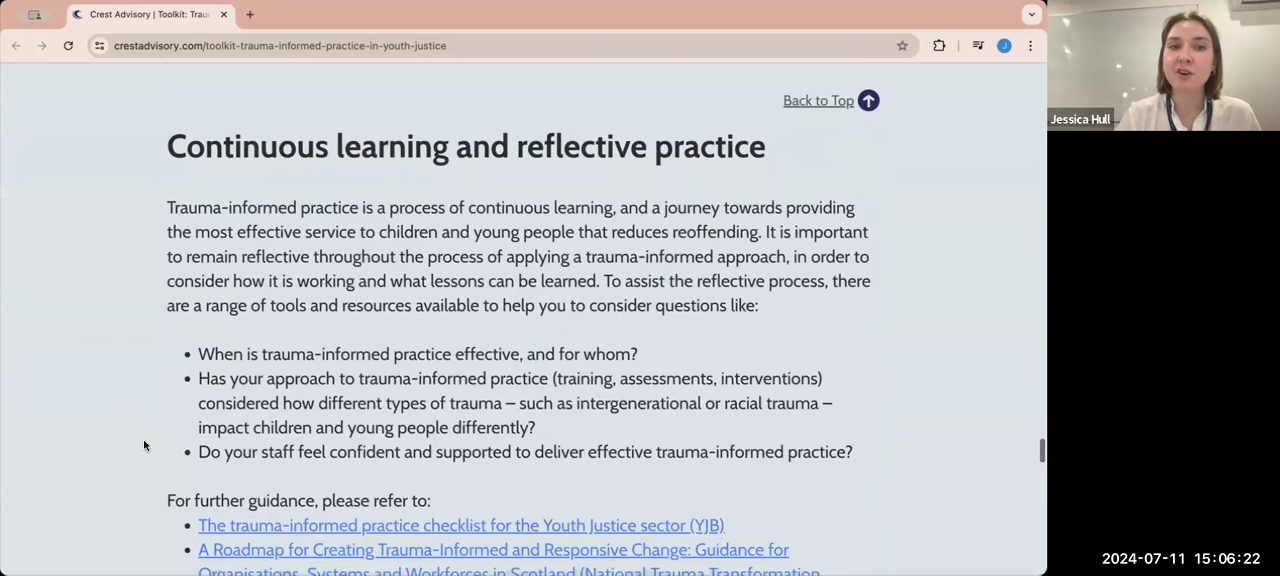 Crest Advisory | Toolkit: Trau
crestadvisory.com/toolkit-trauma-informed-practice-in-youth-justice
J
Back to Top
Continuous learning and reflective practice
Trauma-informed practice is a process of continuous learning, and a journey towards providing
the most effective service to children and young people that reduces reoffending. It is important
to remain reflective throughout the process of applying a trauma-informed approach, in order to
consider how it is working and what lessons can be learned. To assist the reflective process, there
are a range of tools and resources available to help you to consider questions like:
• When is trauma-informed practice effective, and for whom?
• Has your approach to trauma-informed practice (training, assessments, interventions)
considered how different types of trauma – such as intergenerational or racial trauma –
impact children and young people differently?
• Do your staff feel confident and supported to deliver effective trauma-informed practice?
For further guidance, please refer to:
• The trauma-informed practice checklist for the Youth Justice sector (YJB)
• A Roadmap for Creating Trauma-Informed and Responsive Change: Guidance for
Organisations, Systems and Workforces in Scotland (National Trauma Transformation
Jessica Hull
2024-07-11 15:06:22